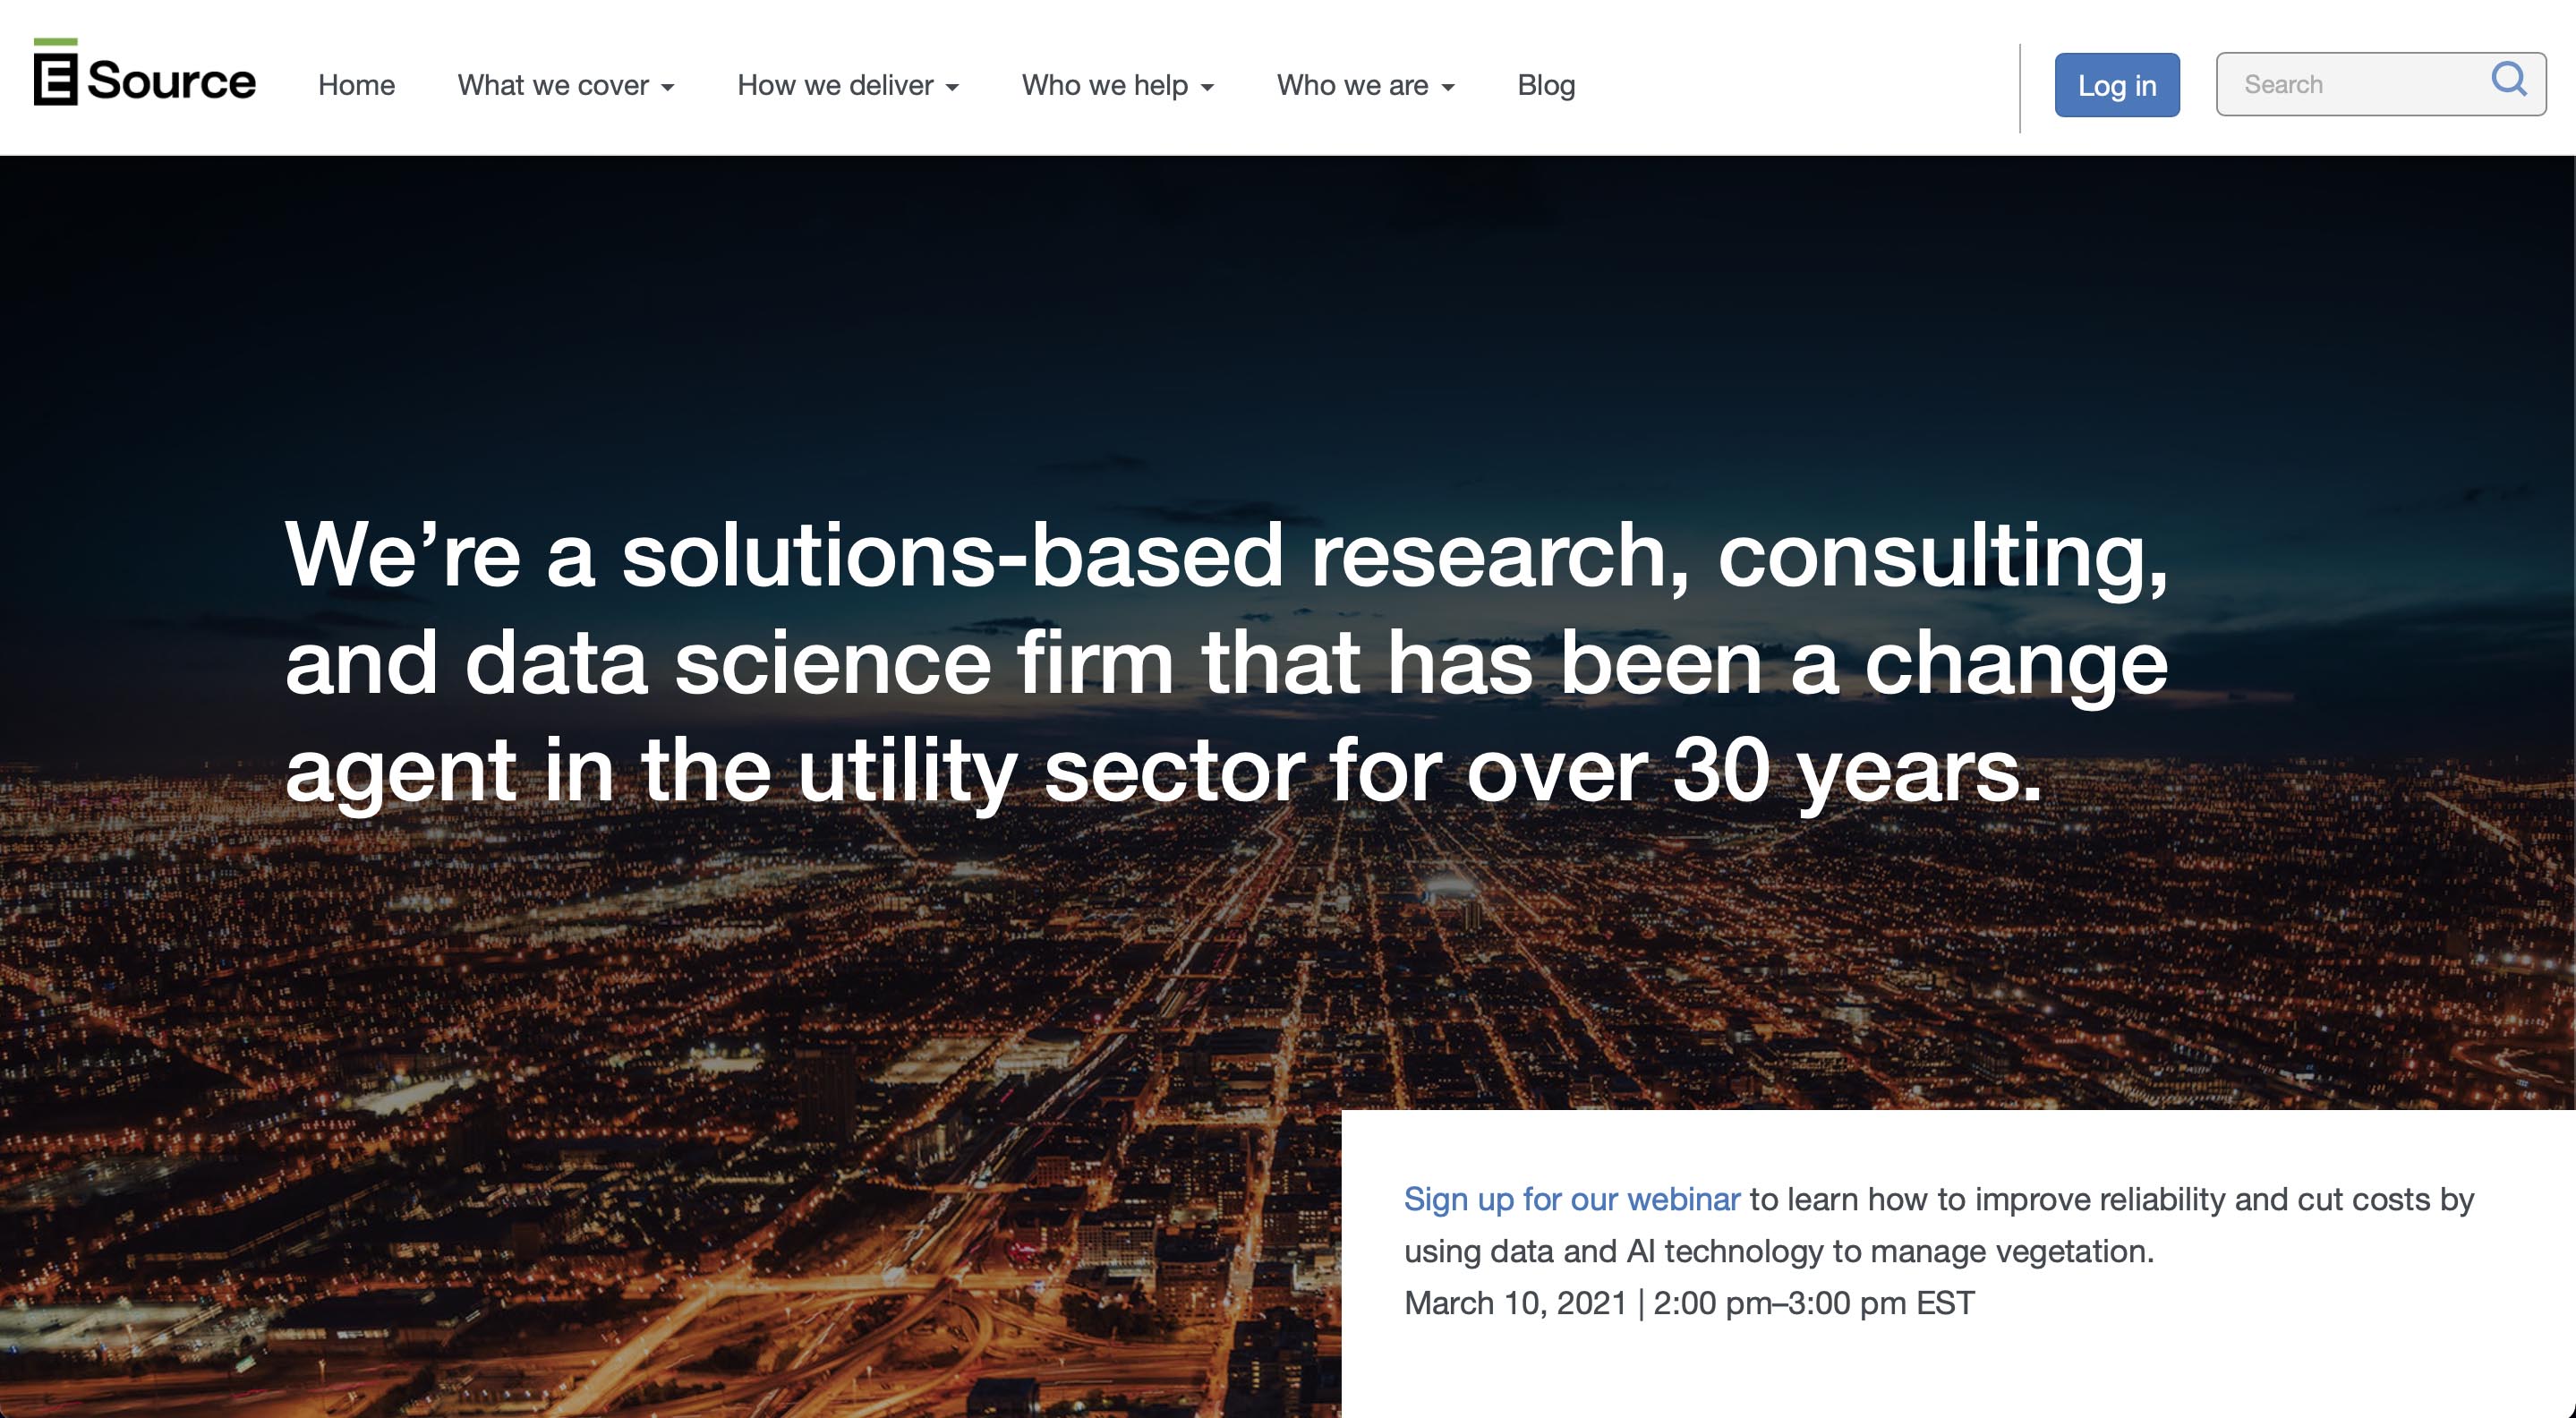 E Source
Home
What we cover
How we deliver
Who we help
Who we are
Blog
Log in
Search
We’re a solutions-based research, consulting,
and data science firm that has been a change
agent in the utility sector for over 30 years.
Sign up for our webinar to learn how to improve reliability and cut costs by
using data and AI technology to manage vegetation.
March 10, 2021 | 2:00 pm–3:00 pm EST